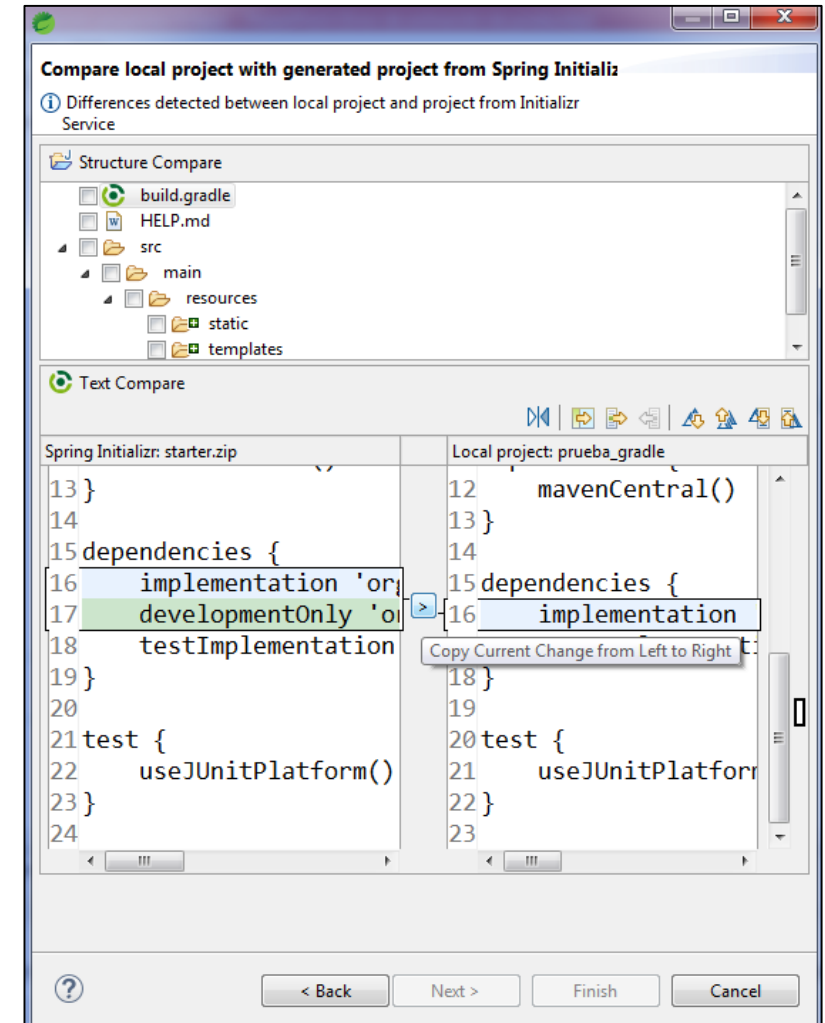 Compare local project with generated project from Spring Initializ
Differences detected between local project and project from Initializr
Service
Structure Compare
build.gradle
HELP.md
src
main
resources
static
templates
Text Compare
Spring Initializr: starter.zip
13 }
14
15 dependencies {
16 implementation 'org
17 developmentOnly 'or
18 testImplementation
19 }
20
21 test {
22 useJUnitPlatform()
23 }
24
>
Local project: prueba_gradle
12 mavenCentral()
13 }
14
15 dependencies {
16 implementation
Copy Current Change from Left to Right
18 }
19
20 test {
21 useJUnitPlatfor
22 }
23
< Back
Next >
Finish
Cancel